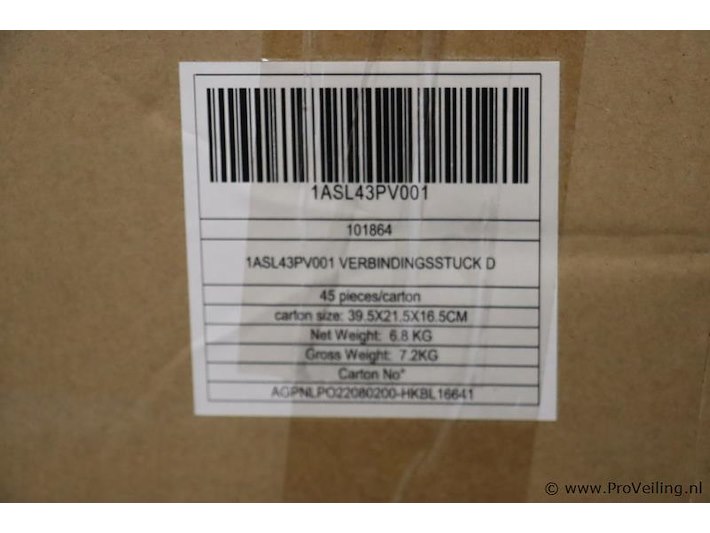 1ASL43PV001
101864
1ASL43PV001 VERBINDINGSSTUCK D
45 pieces/carton
carton size: 39.5X21.5X16.5CM
Net Weight: 6.8 KG
Gross Weight: 7.2KG
Carton No°
AGPNLPO22080200-HKBL16641
© www.ProVeiling.nl